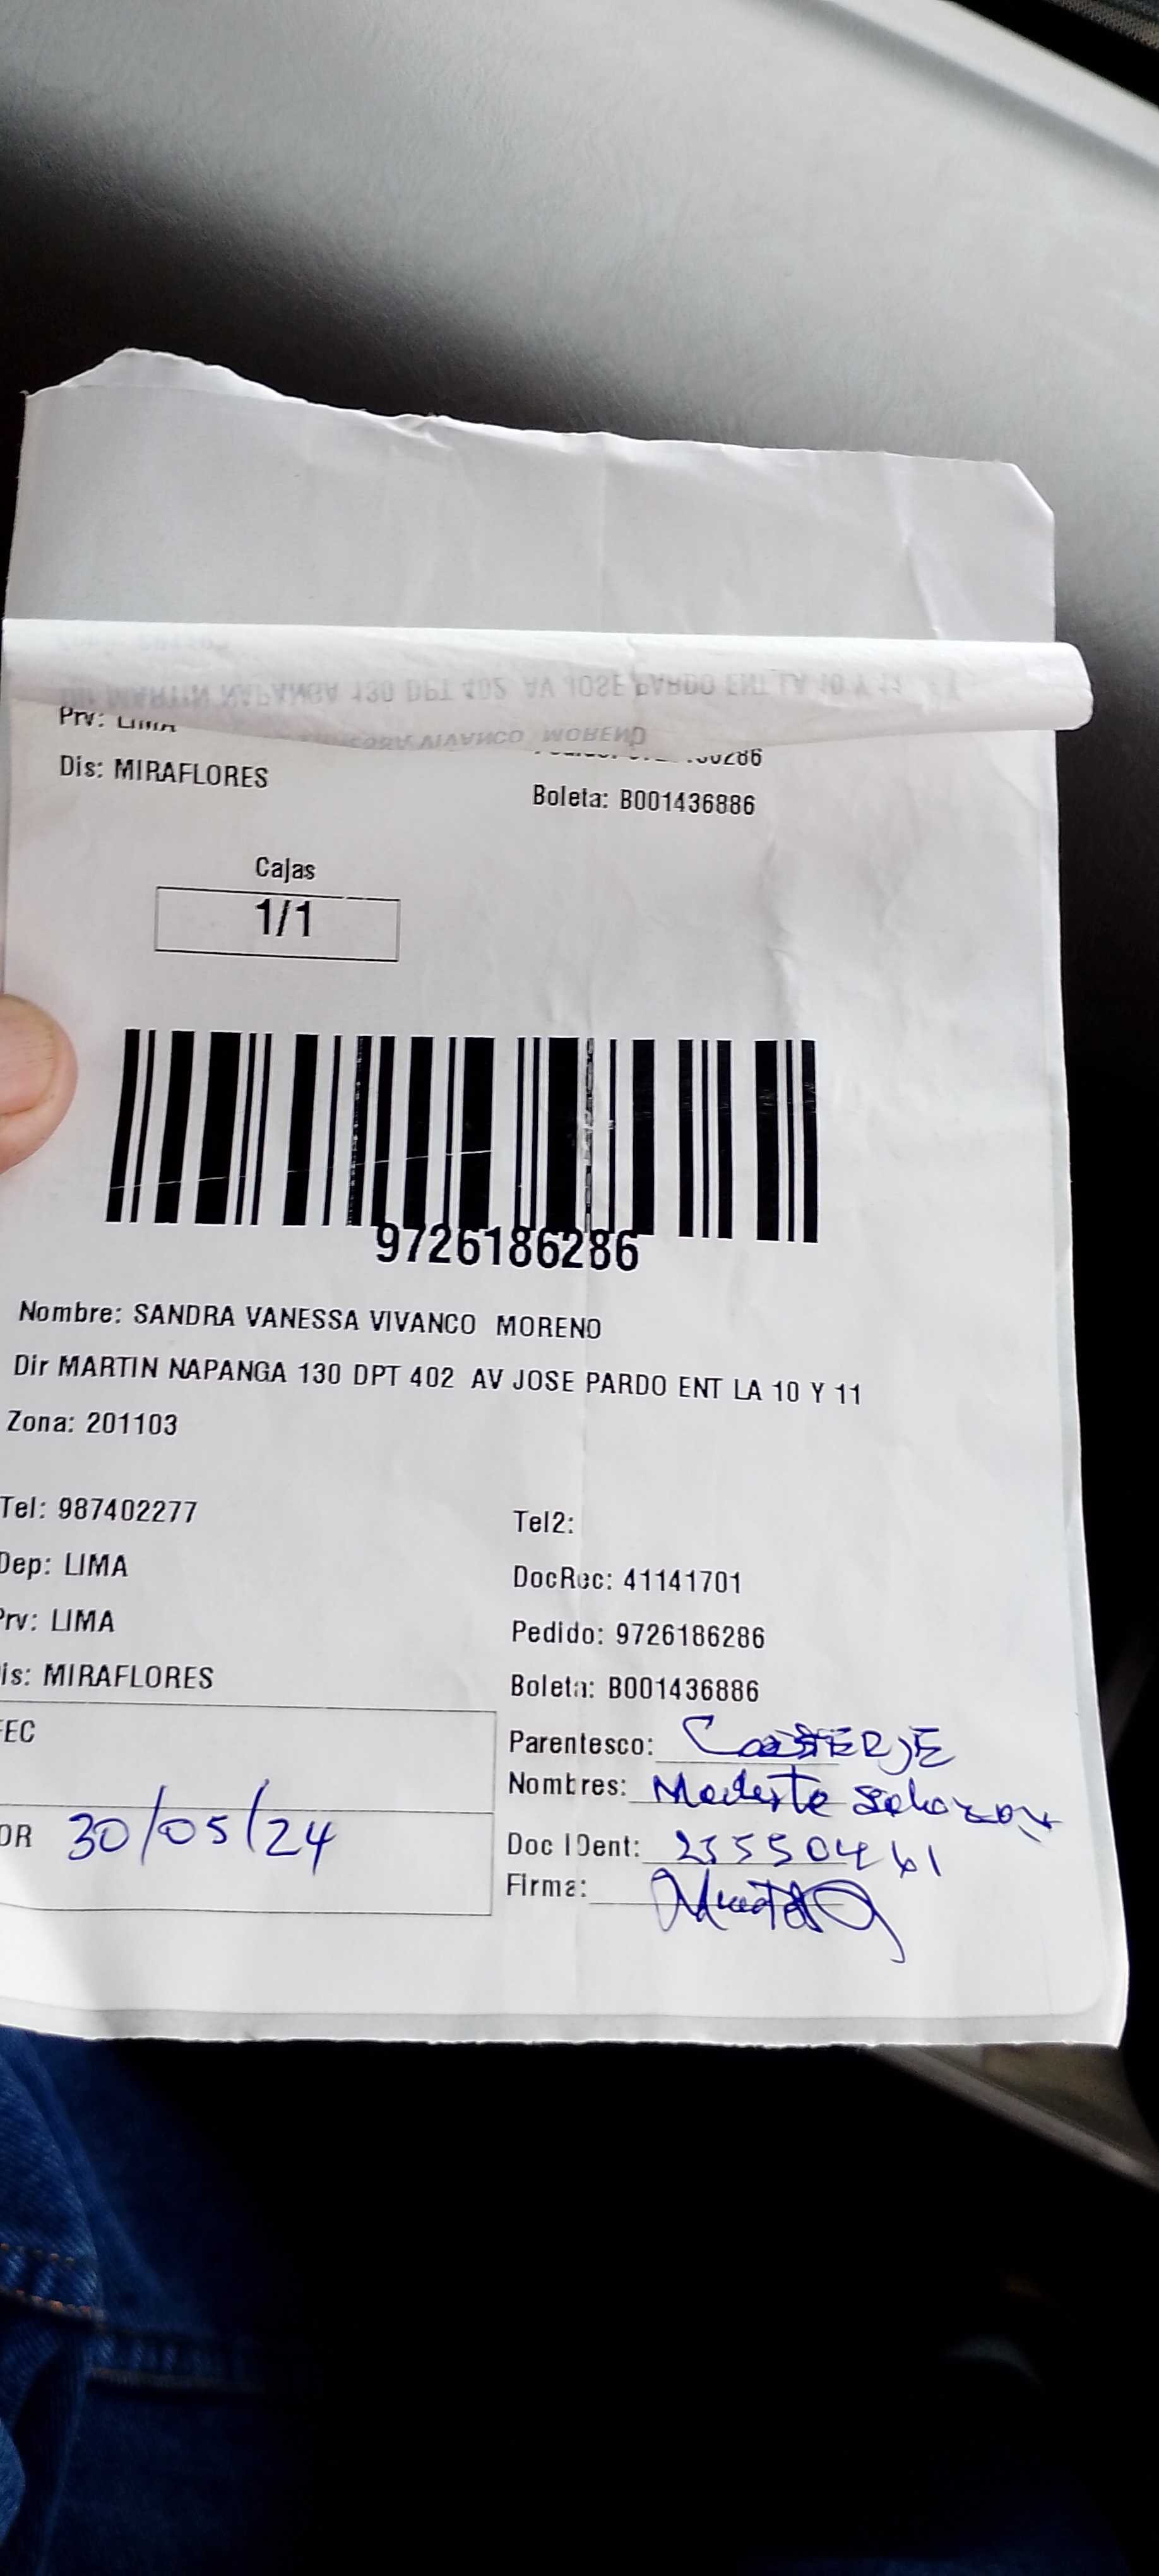 Prv: LIMA
Dis: MIRAFLORES
Boleta: B001436886
Cajas
1/1
9726186286
Nombre: SANDRA VANESSA VIVANCO MORENO
Dir MARTIN NAPANGA 130 DPT 402 AV JOSE PARDO ENT LA 10 Y 11
Zona: 201103
Tel: 987402277
Tel2:
Dep: LIMA
DocRec: 41141701
Prv: LIMA
Pedido: 9726186286
is: MIRAFLORES
Boleta: B001436886
FEC
Parentesco:
Nombres: Modesto
OR 30/05/24
Doc IDent:
Firma: